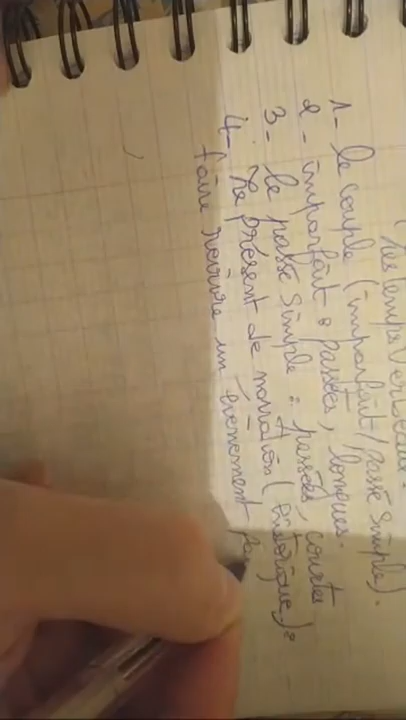 les temps verbaux:
1- le couple (imparfait/passé simple).
2- imparfait : passées, longues.
3- le passé simple : passées, courtes
4- Le présent de narration (historique):
faire revivre un événement